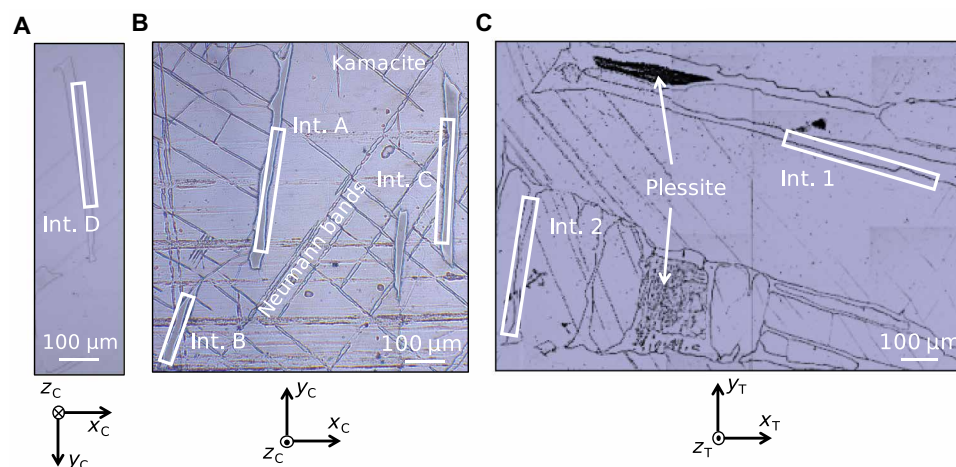 A
Int. D
100 μm
z_C
x_C
y_C
B
Kamacite
Int. A
Int. C
Neumann bands
Int. B
100 μm
y_C
x_C
z_C
C
Int. 1
Plessite
Int. 2
100 μm
y_T
x_T
z_T